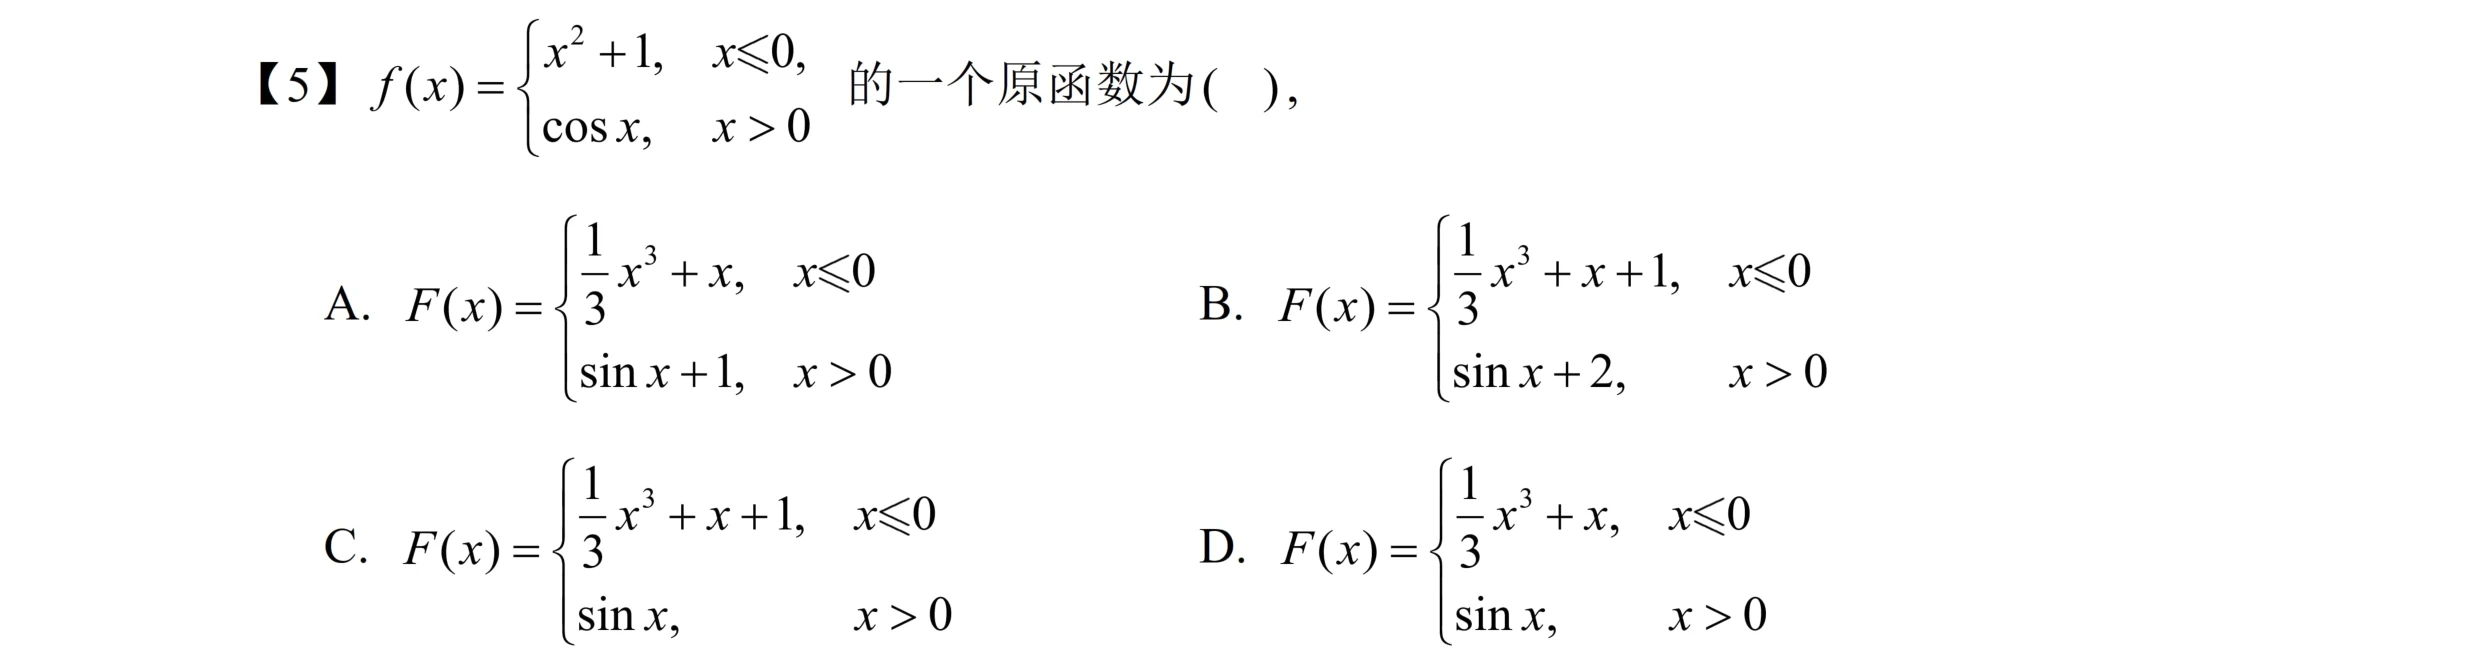 【5】 $f(x)=\begin{cases} x^2+1, & x\leqslant 0, \\ \cos x, & x>0 \end{cases}$ 的一个原函数为( ),
A. $F(x)=\begin{cases} \frac{1}{3}x^3+x, & x\leqslant 0 \\ \sin x+1, & x>0 \end{cases}$ B. $F(x)=\begin{cases} \frac{1}{3}x^3+x+1, & x\leqslant 0 \\ \sin x+2, & x>0 \end{cases}$
C. $F(x)=\begin{cases} \frac{1}{3}x^3+x+1, & x\leqslant 0 \\ \sin x, & x>0 \end{cases}$ D. $F(x)=\begin{cases} \frac{1}{3}x^3+x, & x\leqslant 0 \\ \sin x, & x>0 \end{cases}$